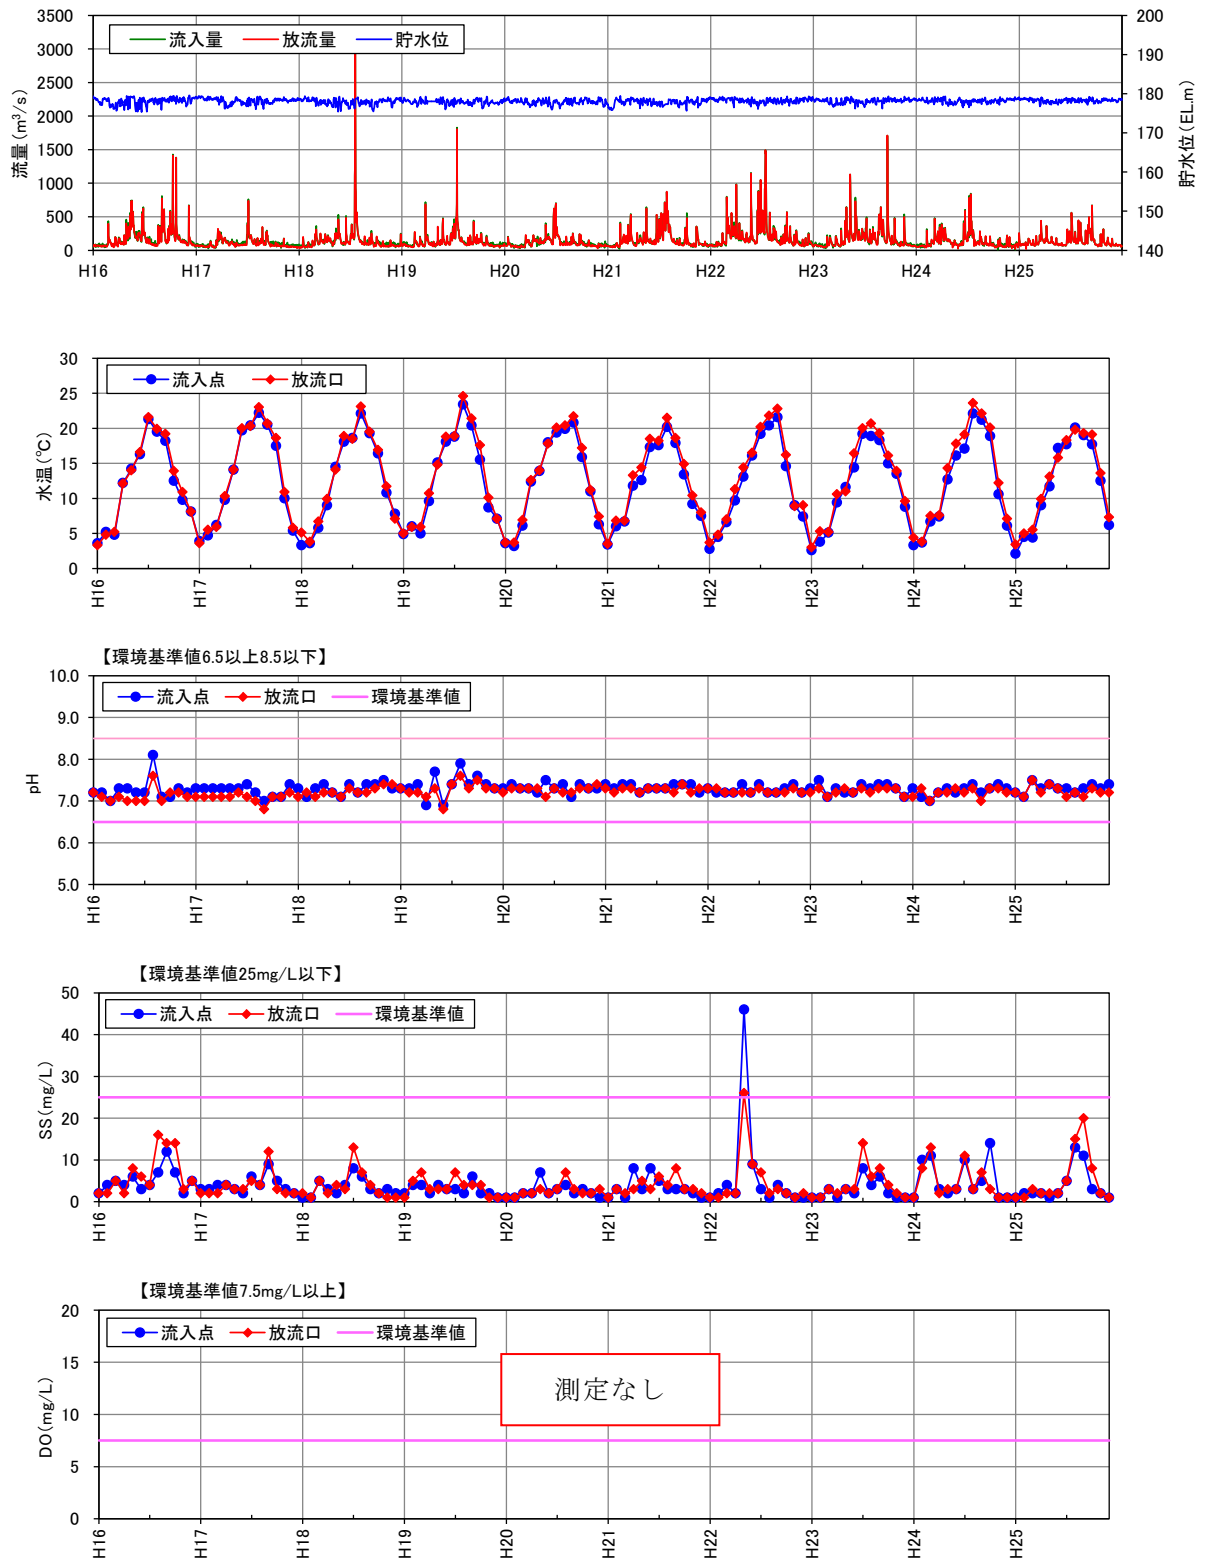 流入量 放流量 貯水位
流量(m³/s)
3500
3000
2500
2000
1500
1000
500
0
200
190
180
170
160
150
140
貯水位(EL.m)
H16 H17 H18 H19 H20 H21 H22 H23 H24 H25
流入点 放流口
水温(℃)
30
25
20
15
10
5
0
H16 H17 H18 H19 H20 H21 H22 H23 H24 H25
【環境基準値6.5以上8.5以下】
流入点 放流口 環境基準値
pH
10.0
9.0
8.0
7.0
6.0
5.0
H16 H17 H18 H19 H20 H21 H22 H23 H24 H25
【環境基準値25mg/L以下】
流入点 放流口 環境基準値
SS(mg/L)
50
40
30
20
10
0
H16 H17 H18 H19 H20 H21 H22 H23 H24 H25
【環境基準値7.5mg/L以上】
流入点 放流口 環境基準値
測定なし
DO(mg/L)
20
15
10
5
0
H16 H17 H18 H19 H20 H21 H22 H23 H24 H25